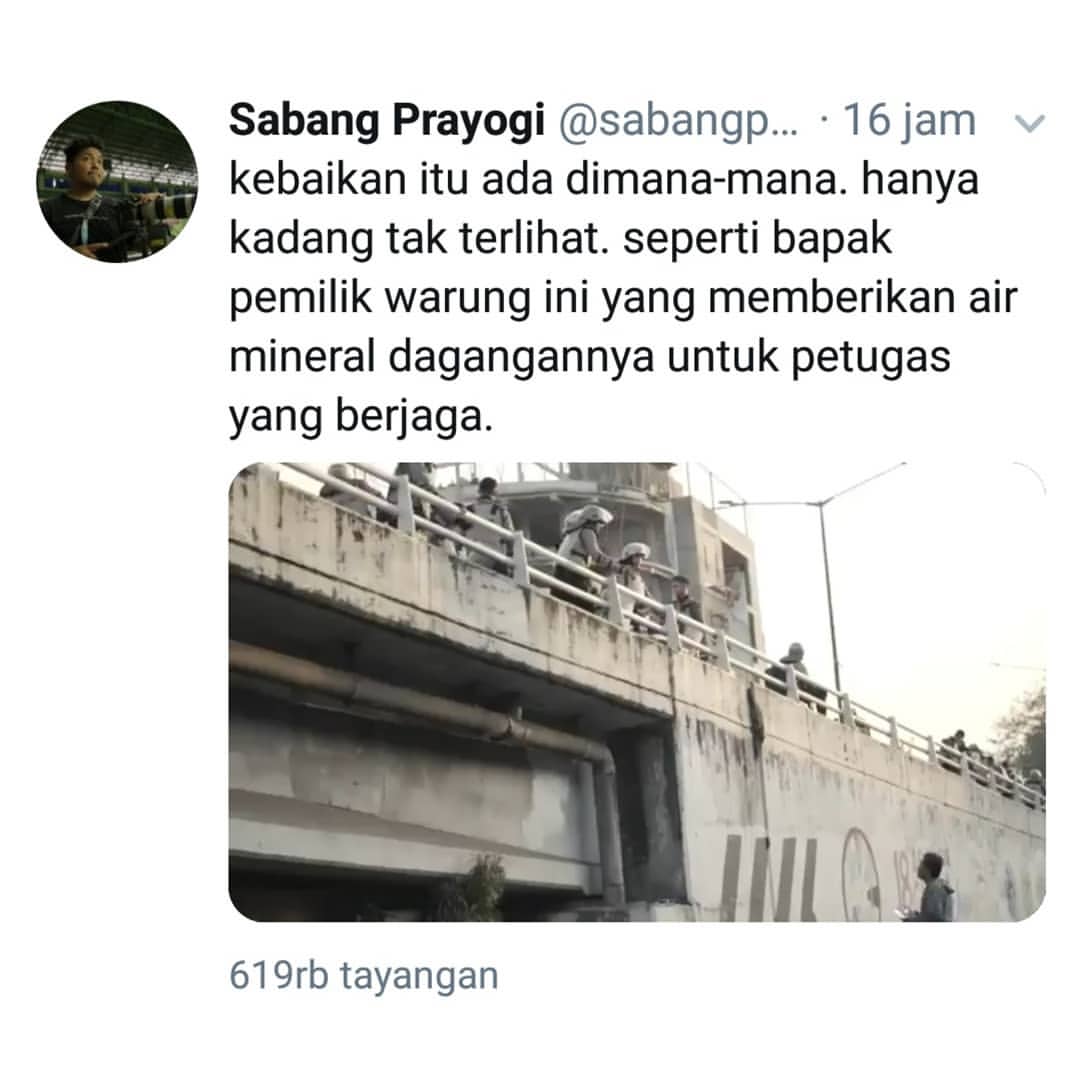 Sabang Prayogi @sabangp... · 16 jam
kebaikan itu ada dimana-mana. hanya
kadang tak terlihat. seperti bapak
pemilik warung ini yang memberikan air
mineral dagangannya untuk petugas
yang berjaga.
619rb tayangan